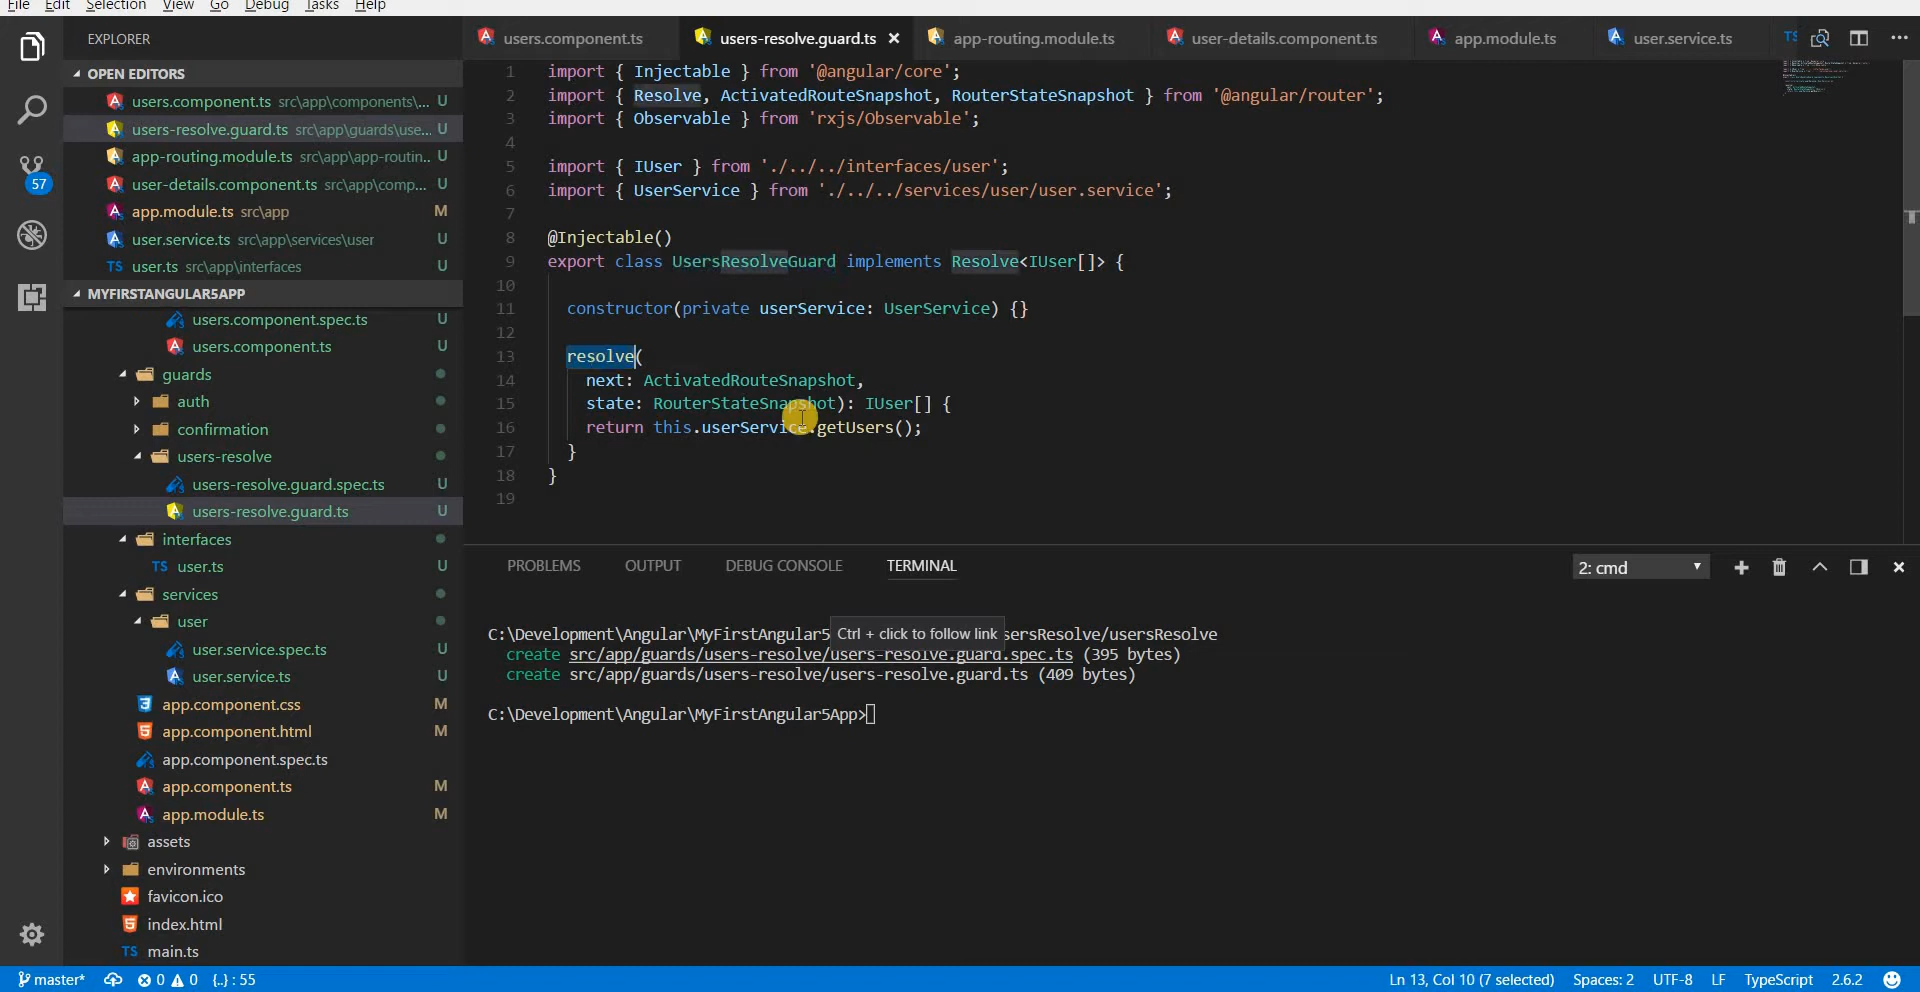 File Edit Selection View Go Debug Tasks Help
EXPLORER
OPEN EDITORS
users.component.ts src\app\components\... U
users-resolve.guard.ts src\app\guards\use... U
app-routing.module.ts src\app\app-routin... U
user-details.component.ts src\app\comp... U
app.module.ts src\app M
user.service.ts src\app\services\user U
TS user.ts src\app\interfaces U
MYFIRSTANGULAR5APP
users.component.spec.ts U
users.component.ts U
guards
auth
confirmation
users-resolve
users-resolve.guard.spec.ts U
users-resolve.guard.ts U
interfaces
TS user.ts U
services
user
user.service.spec.ts U
user.service.ts U
app.component.css M
app.component.html M
app.component.spec.ts
app.component.ts M
app.module.ts M
assets
environments
favicon.ico
index.html
TS main.ts
57
users.component.ts users-resolve.guard.ts app-routing.module.ts user-details.component.ts app.module.ts user.service.ts TS
1 import { Injectable } from '@angular/core';
2 import { Resolve, ActivatedRouteSnapshot, RouterStateSnapshot } from '@angular/router';
3 import { Observable } from 'rxjs/Observable';
4
5 import { IUser } from './../../interfaces/user';
6 import { UserService } from './../../services/user/user.service';
7
8 @Injectable()
9 export class UsersResolveGuard implements Resolve<IUser[]> {
10
11 constructor(private userService: UserService) {}
12
13 resolve(
14 next: ActivatedRouteSnapshot,
15 state: RouterStateSnapshot): IUser[] {
16 return this.userService.getUsers();
17 }
18 }
19
PROBLEMS OUTPUT DEBUG CONSOLE TERMINAL 2: cmd
C:\Development\Angular\MyFirstAngular5 sersResolve/usersResolve
Ctrl + click to follow link
create src/app/guards/users-resolve/users-resolve.guard.spec.ts (395 bytes)
create src/app/guards/users-resolve/users-resolve.guard.ts (409 bytes)
C:\Development\Angular\MyFirstAngular5App>
master* 0 0 {..} : 55 Ln 13, Col 10 (7 selected) Spaces: 2 UTF-8 LF TypeScript 2.6.2